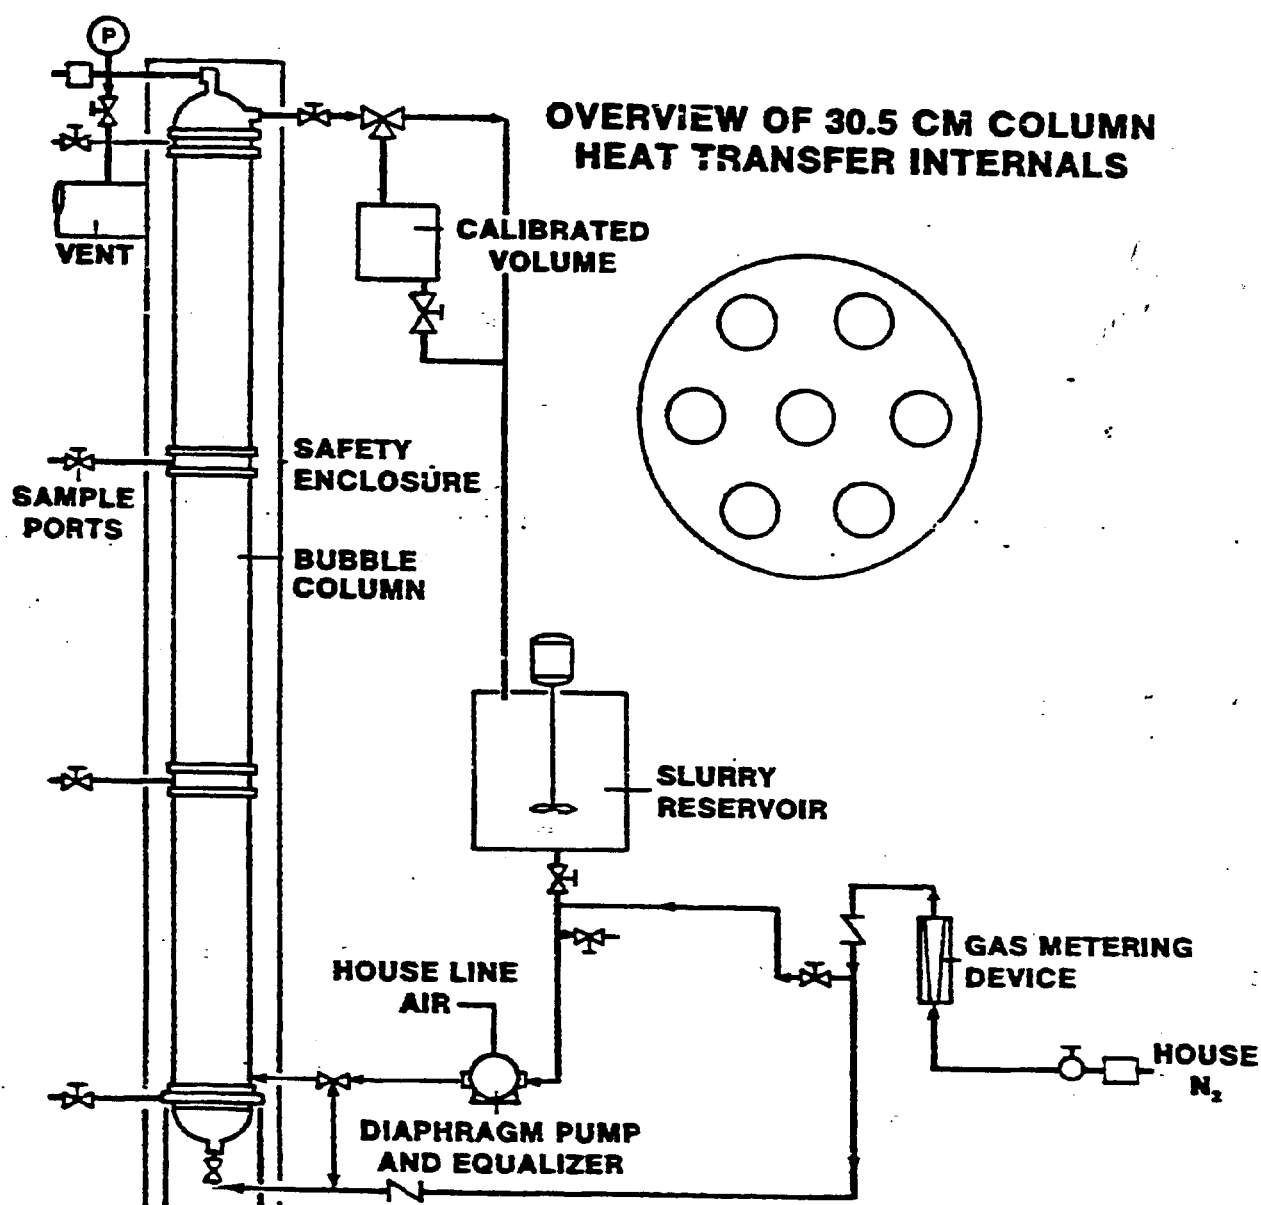 P
OVERVIEW OF 30.5 CM COLUMN
HEAT TRANSFER INTERNALS
CALIBRATED
VOLUME
VENT
SAFETY
ENCLOSURE
SAMPLE
PORTS
BUBBLE
COLUMN
SLURRY
RESERVOIR
GAS METERING
DEVICE
HOUSE LINE
AIR
HOUSE
N₂
DIAPHRAGM PUMP
AND EQUALIZER